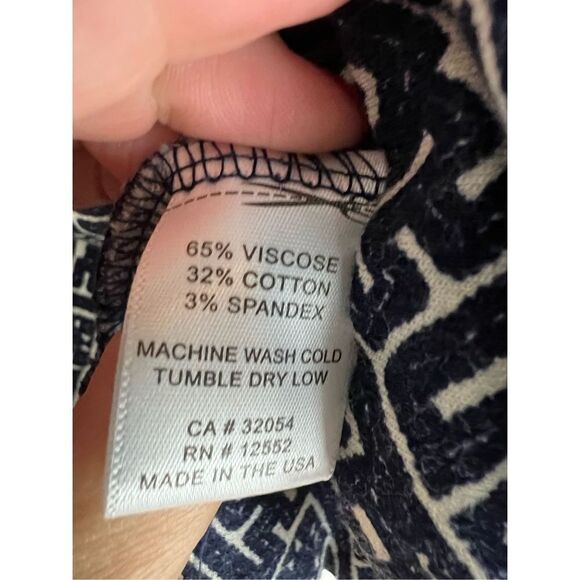 65% VISCOSE
32% COTTON
3% SPANDEX
MACHINE WASH COLD
TUMBLE DRY LOW
CA # 32054
RN # 12552
MADE IN THE USA